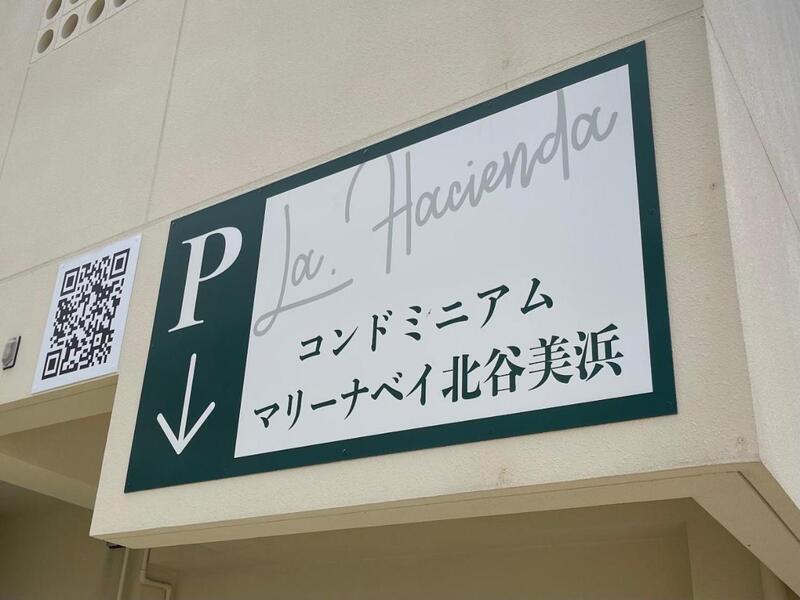 P
La. Hacienda
コンドミニアム
マリーナベイ北谷美浜